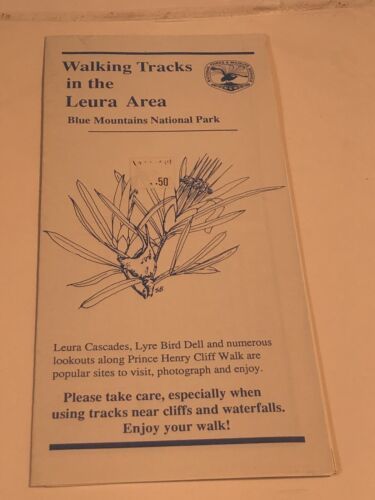 Walking Tracks
in the
Leura Area
Blue Mountains National Park
.50
Leura Cascades, Lyre Bird Dell and numerous
lookouts along Prince Henry Cliff Walk are
popular sites to visit, photograph and enjoy.
Please take care, especially when
using tracks near cliffs and waterfalls.
Enjoy your walk!